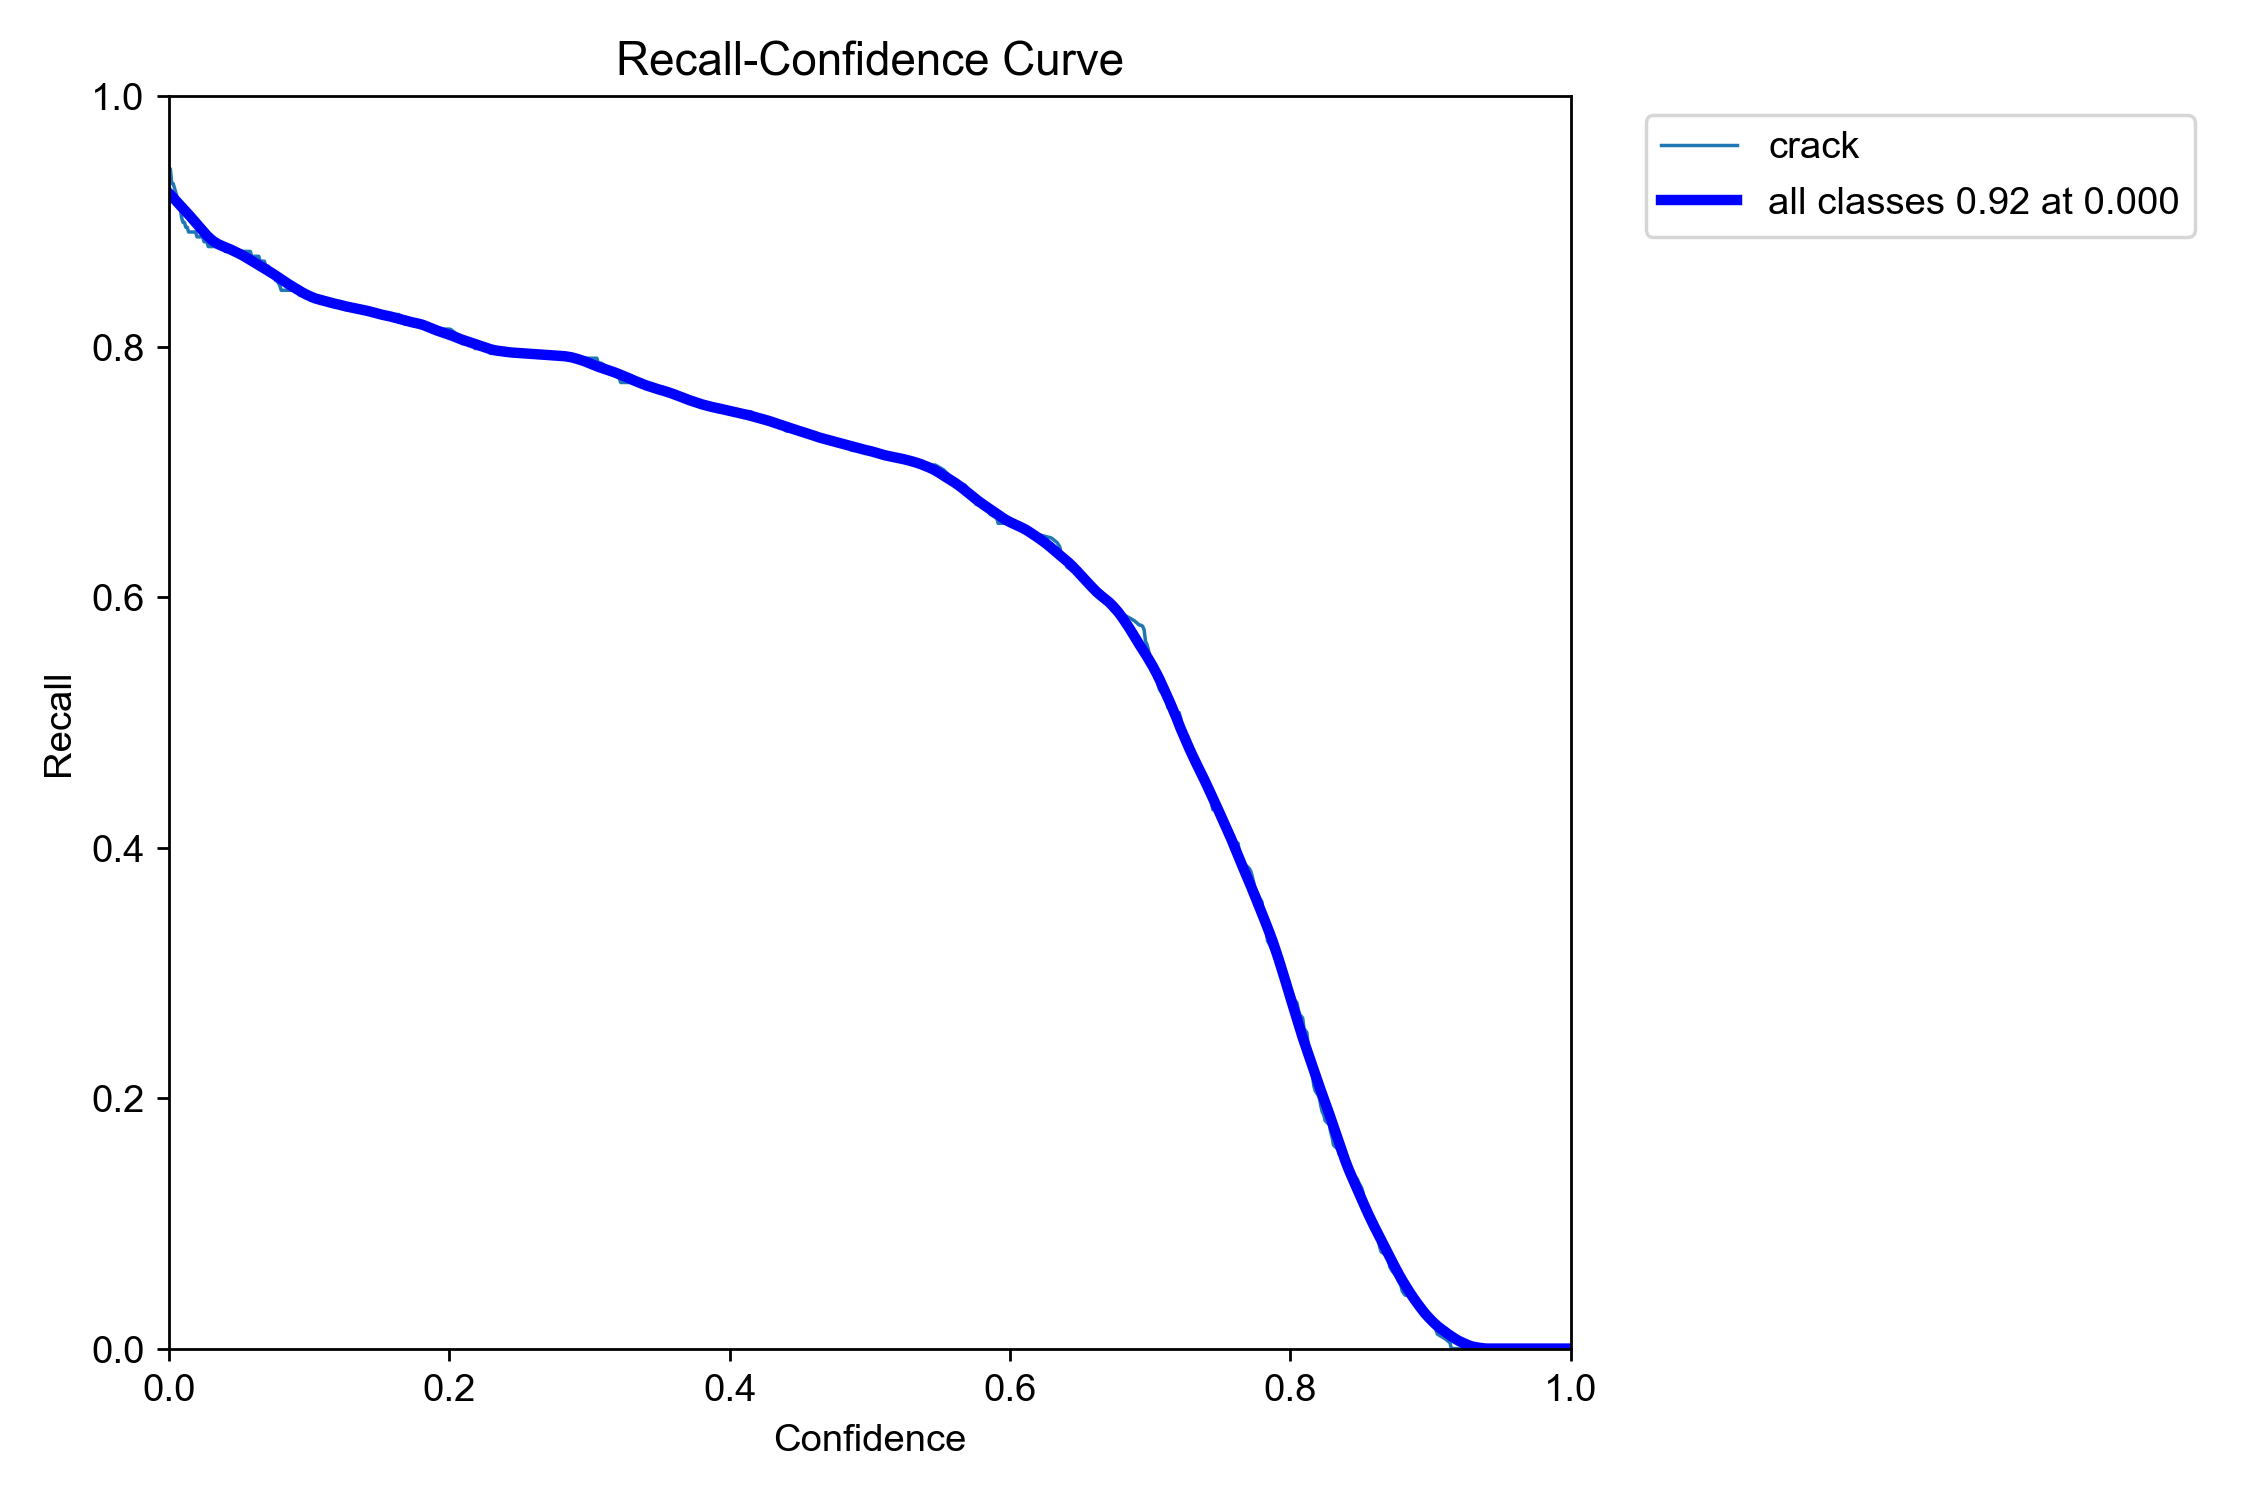 Recall-Confidence Curve
1.0
0.8
0.6
0.4
0.2
0.0
Recall
0.0 0.2 0.4 0.6 0.8 1.0
Confidence
crack
all classes 0.92 at 0.000